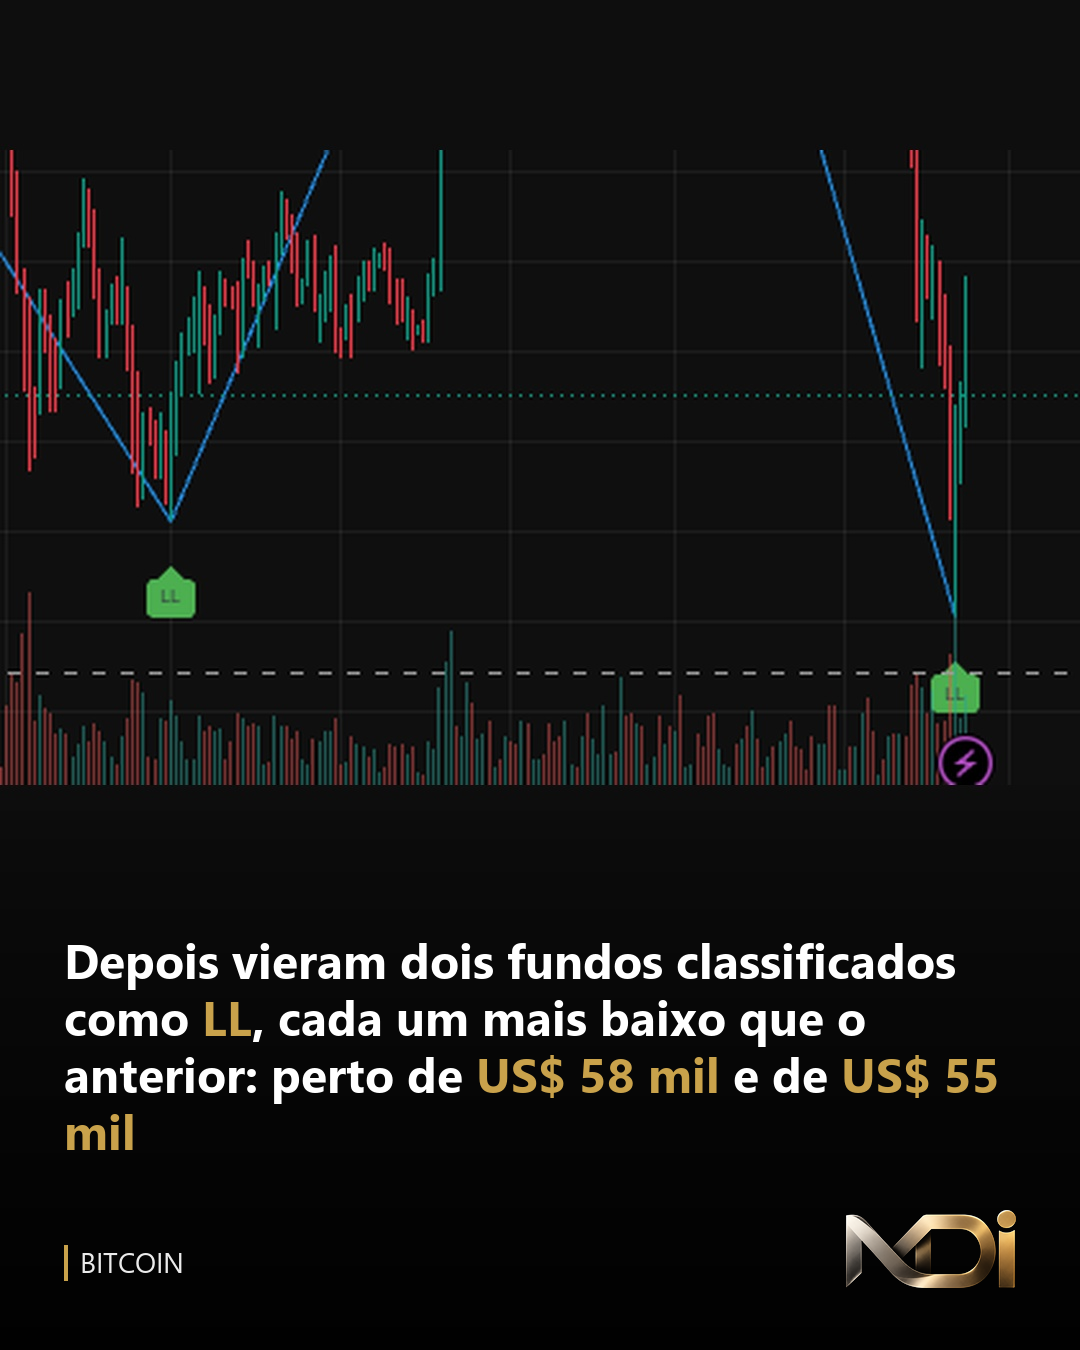 LL
LL
Depois vieram dois fundos classificados
como LL, cada um mais baixo que o
anterior: perto de US$ 58 mil e de US$ 55
mil
BITCOIN
MDi